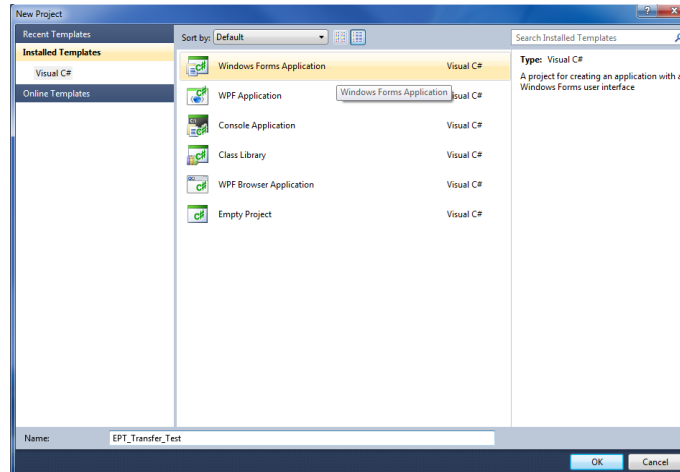 New Project
Recent Templates
Installed Templates
Visual C#
Online Templates
Sort by: Default
Search Installed Templates
Windows Forms Application Visual C#
WPF Application Visual C#
Windows Forms Application
Console Application Visual C#
Class Library Visual C#
WPF Browser Application Visual C#
Empty Project Visual C#
Type: Visual C#
A project for creating an application with a
Windows Forms user interface
Name: EPT_Transfer_Test
OK Cancel